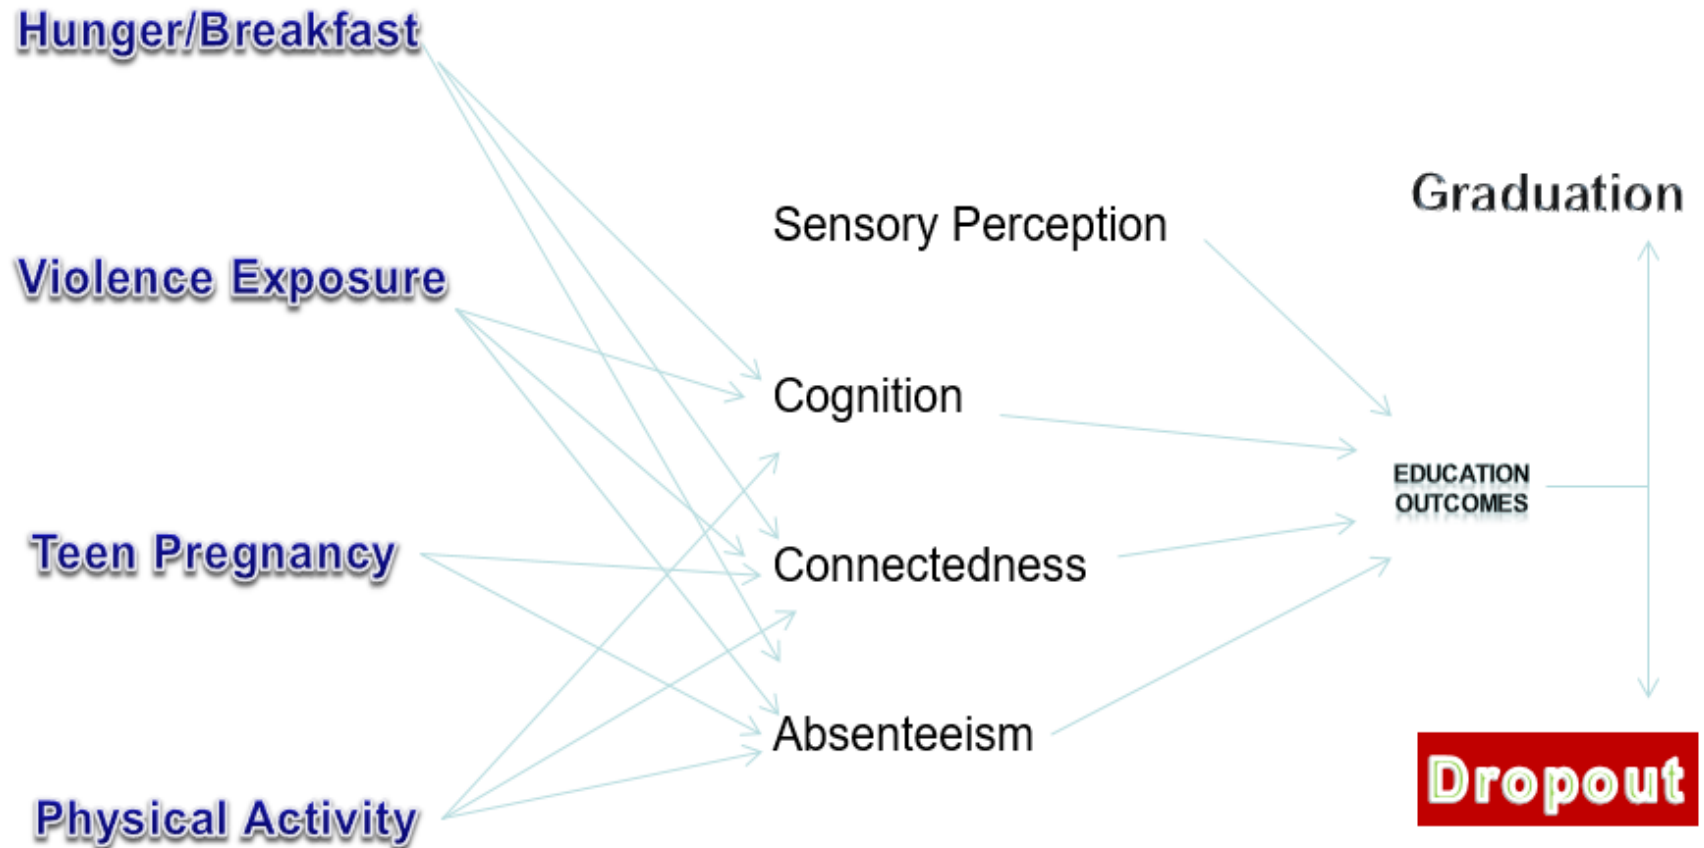 Hunger/Breakfast
Violence Exposure
Teen Pregnancy
Physical Activity
Sensory Perception
Cognition
Connectedness
Absenteeism
EDUCATION
OUTCOMES
Graduation
Dropout